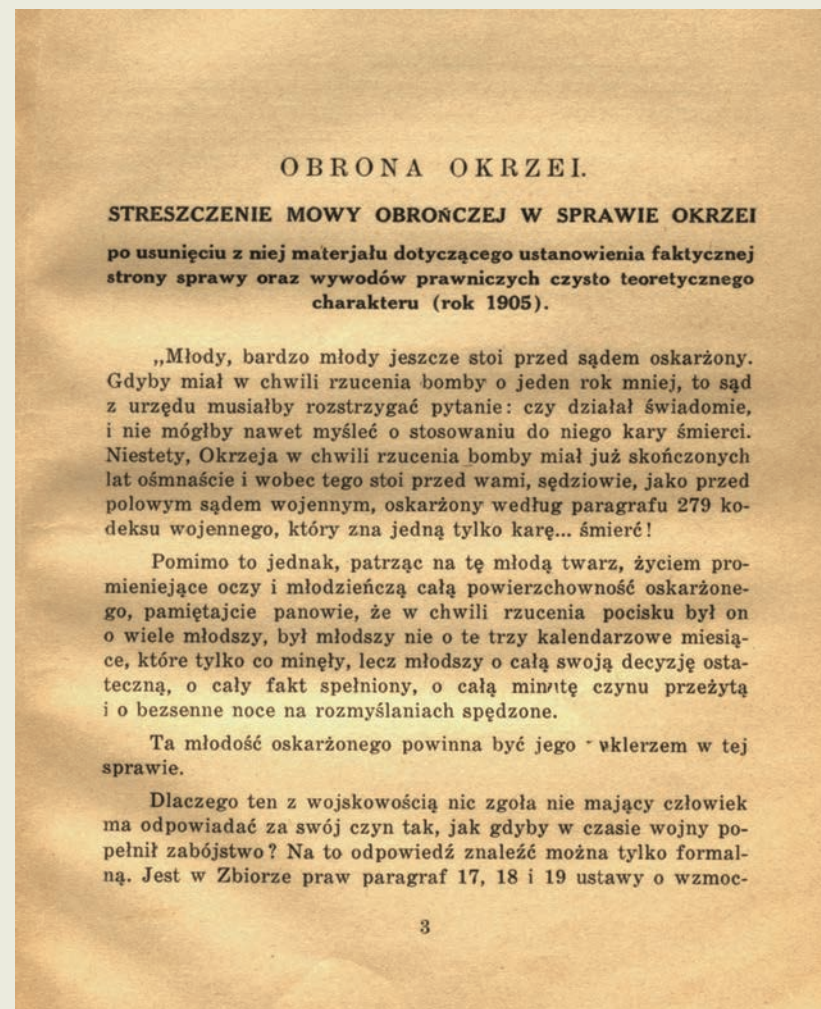 OBRONA OKRZEI.
STRESZCZENIE MOWY OBROŃCZEJ W SPRAWIE OKRZEI
po usunięciu z niej materjału dotyczącego ustanowienia faktycznej
strony sprawy oraz wywodów prawniczych czysto teoretycznego
charakteru (rok 1905).
„Młody, bardzo młody jeszcze stoi przed sądem oskarżony.
Gdyby miał w chwili rzucenia bomby o jeden rok mniej, to sąd
z urzędu musiałby rozstrzygać pytanie: czy działał świadomie,
i nie mógłby nawet myśleć o stosowaniu do niego kary śmierci.
Niestety, Okrzeja w chwili rzucenia bomby miał już skończonych
lat ośmnaście i wobec tego stoi przed wami, sędziowie, jako przed
polowym sądem wojennym, oskarżony według paragrafu 279 ko-
deksu wojennego, który zna jedną tylko karę... śmierć!
Pomimo to jednak, patrząc na tę młodą twarz, życiem pro-
mieniejące oczy i młodzieńczą całą powierzchowność oskarżone-
go, pamiętajcie panowie, że w chwili rzucenia pocisku był on
o wiele młodszy, był młodszy nie o te trzy kalendarzowe miesią-
ce, które tylko co minęły, lecz młodszy o całą swoją decyzję osta-
teczną, o cały fakt spełniony, o całą minutę czynu przeżytą
i o bezsenne noce na rozmyślaniach spędzone.
Ta młodość oskarżonego powinna być jego w tej
sprawie.
Dlaczego ten z wojskowością nic zgoła nie mający człowiek
ma odpowiadać za swój czyn tak, jak gdyby w czasie wojny po-
pełnił zabójstwo? Na to odpowiedź znaleźć można tylko formal-
ną. Jest w Zbiorze praw paragraf 17, 18 i 19 ustawy o wzmoc-
3